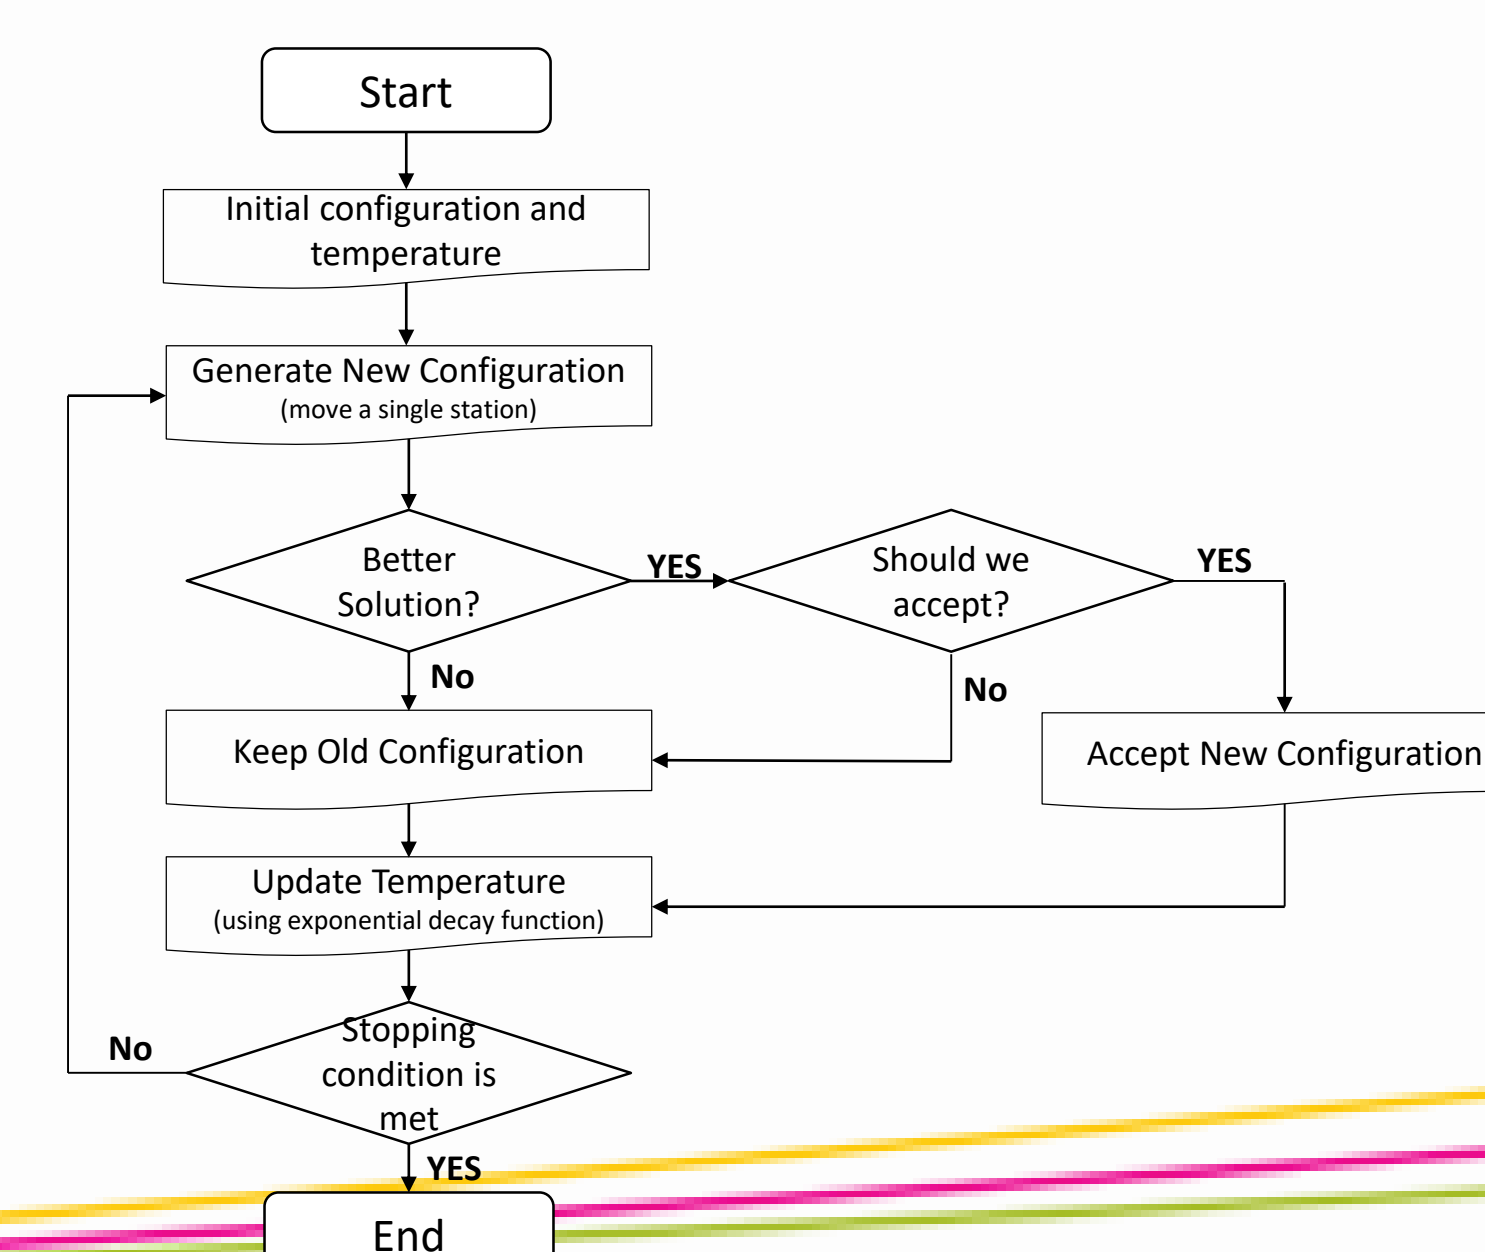 Start
Initial configuration and
temperature
Generate New Configuration
(move a single station)
Better
Solution?
YES
Should we
accept?
YES
No
No
Keep Old Configuration
Accept New Configuration
Update Temperature
(using exponential decay function)
Stopping
condition is
met
No
YES
End